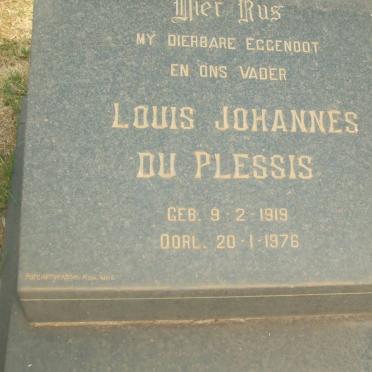 Hier Rus
MY DIERBARE EGGENOOT
EN ONS VADER
LOUIS JOHANNES
DU PLESSIS
GEB. 9-2-1919
OORL. 20-1-1976